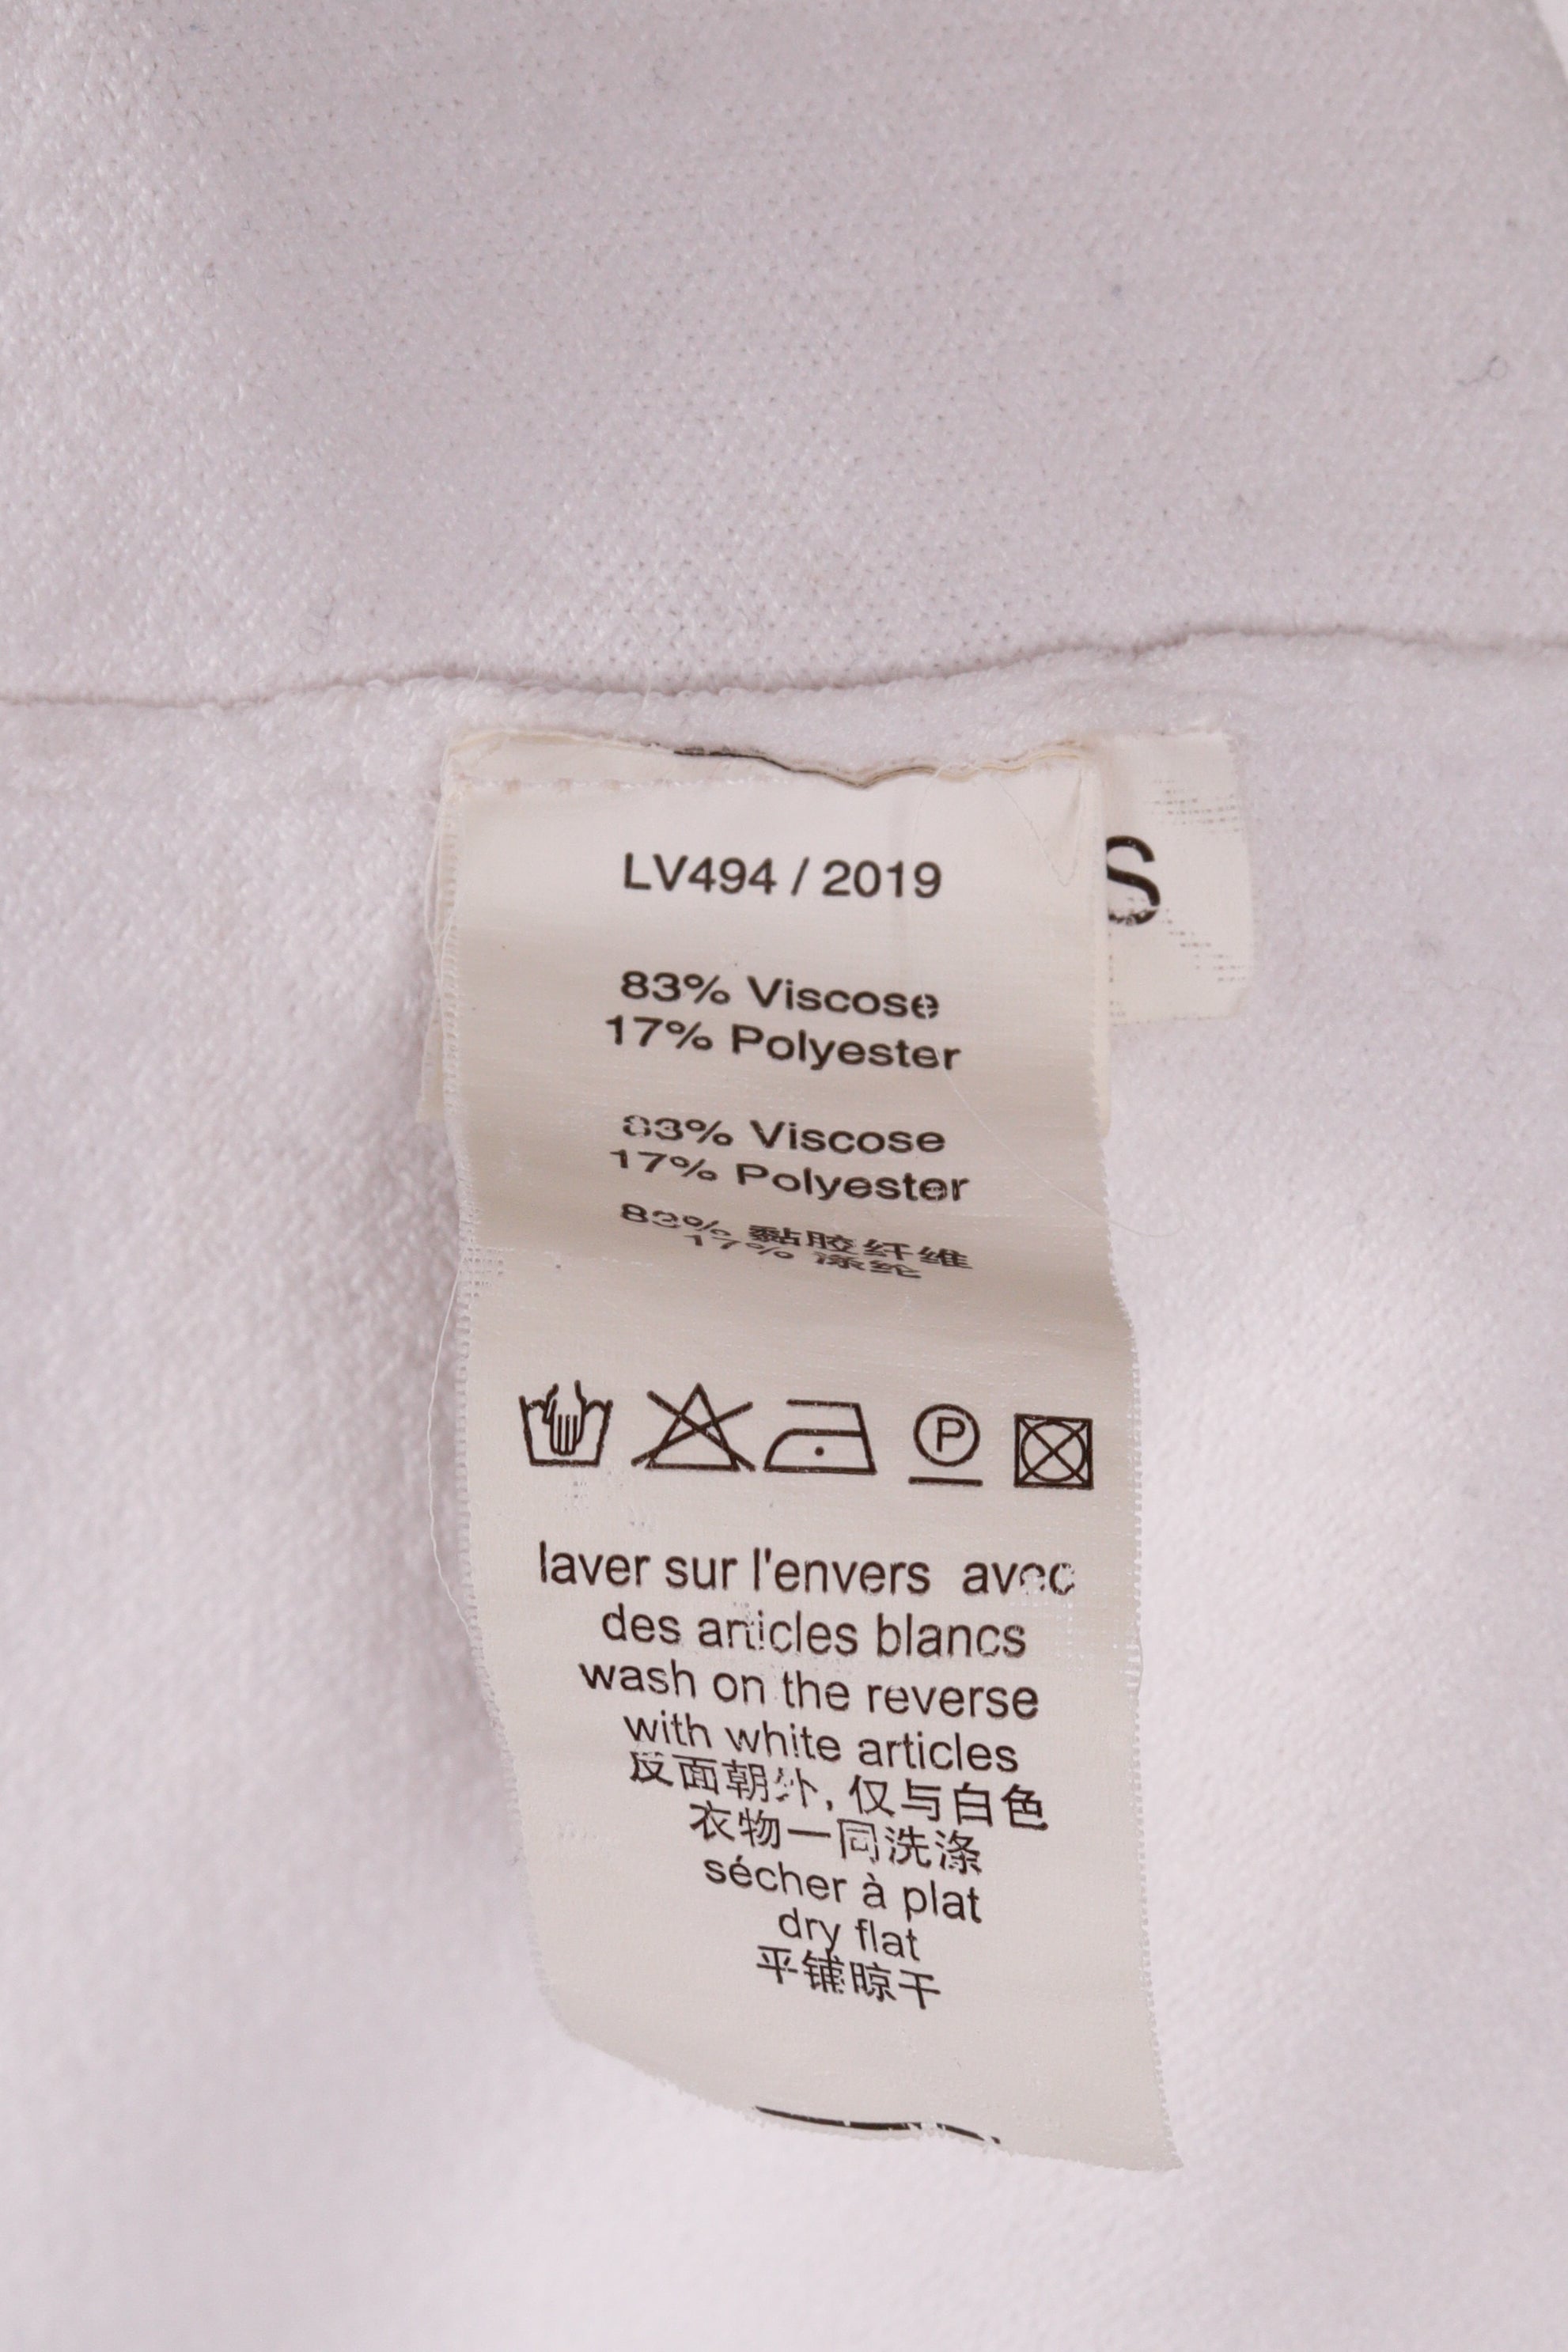 LV494 / 2019
S
83% Viscose
17% Polyester
83% Viscose
17% Polyester
83% 黏胶纤维
17% 涤纶
P
laver sur l'envers avec
des articles blancs
wash on the reverse
with white articles
反面朝外, 仅与白色
衣物一同洗涤
sécher à plat
dry flat
平铺晾干